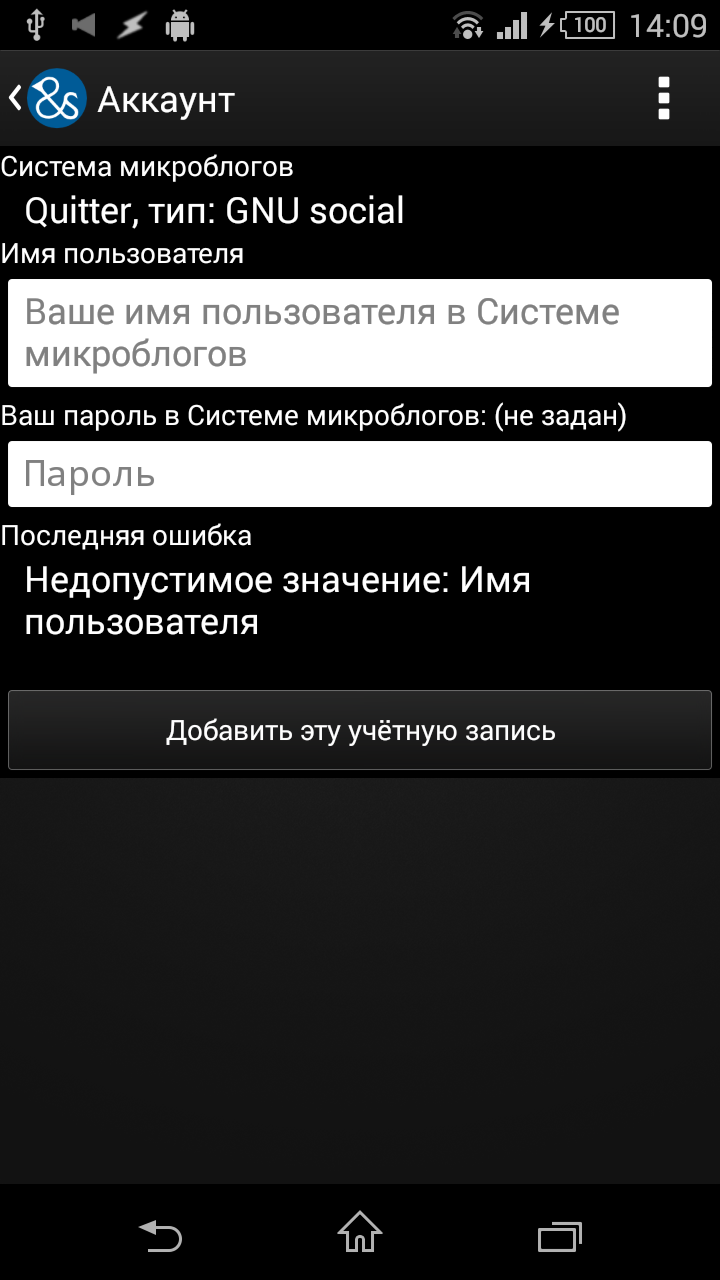 100 14:09
&s Аккаунт
Система микроблогов
Quitter, тип: GNU social
Имя пользователя
Ваше имя пользователя в Системе
микроблогов
Ваш пароль в Системе микроблогов: (не задан)
Пароль
Последняя ошибка
Недопустимое значение: Имя
пользователя
Добавить эту учётную запись